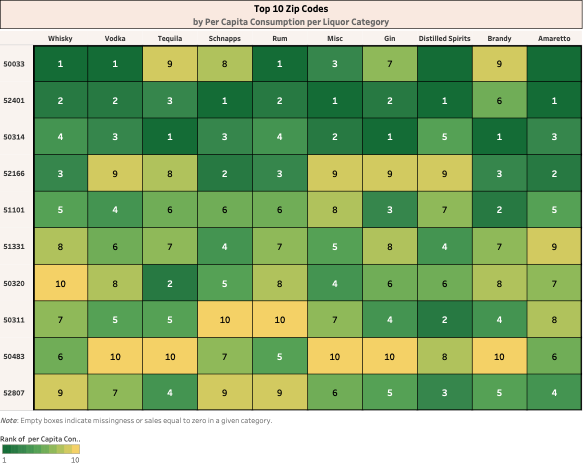 Top 10 Zip Codes
by Per Capita Consumption per Liquor Category
Whisky Vodka Tequila Schnapps Rum Misc Gin Distilled Spirits Brandy Amaretto
50033 1 1 9 8 1 3 7 9
52401 2 2 3 1 2 1 2 1 6 1
50314 4 3 1 3 4 2 1 5 1 3
52166 3 9 8 2 3 9 9 9 3 2
51101 5 4 6 6 6 8 3 7 2 5
51331 8 6 7 4 7 5 8 4 7 9
50320 10 8 2 5 8 4 6 6 8 7
50311 7 5 5 10 10 7 4 2 4 8
50483 6 10 10 7 5 10 10 8 10 6
52807 9 7 4 9 9 6 5 3 5 4
Note: Empty boxes indicate missingness or sales equal to zero in a given category.
Rank of per Capita Con..
1 10